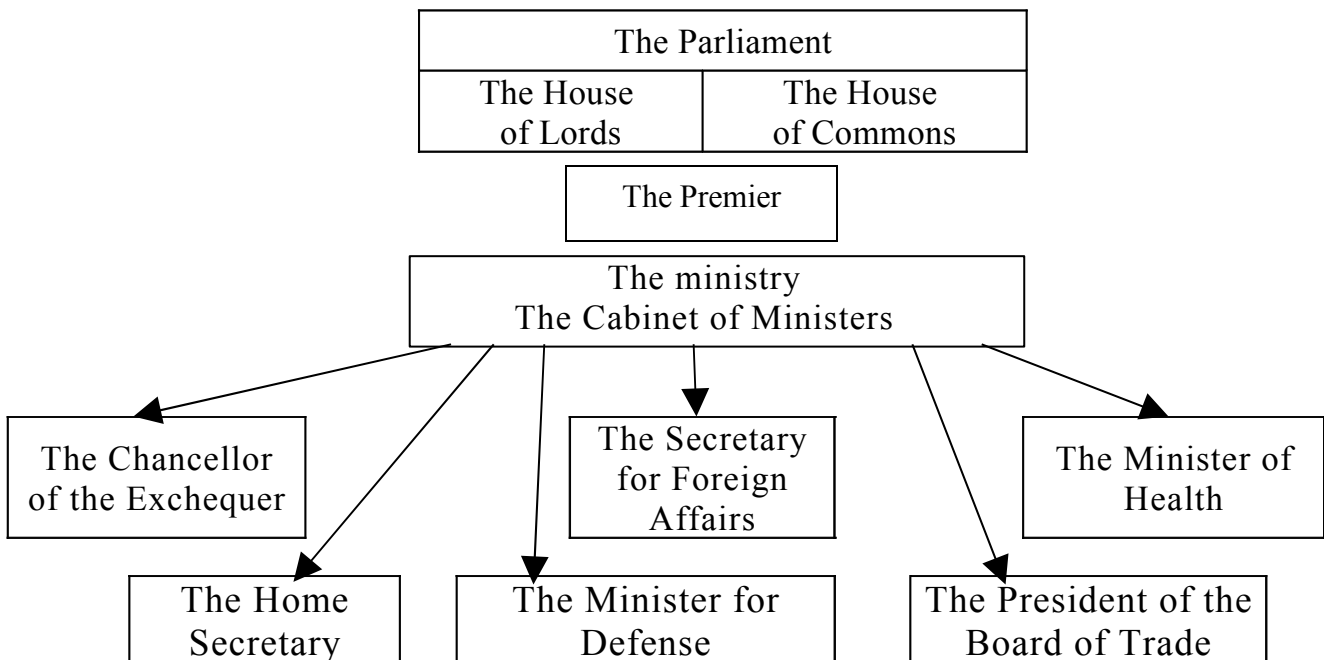 The Parliament
The House
of Lords
The House
of Commons
The Premier
The ministry
The Cabinet of Ministers
The Chancellor
of the Exchequer
The Secretary
for Foreign
Affairs
The Minister of
Health
The Home
Secretary
The Minister for
Defense
The President of the
Board of Trade